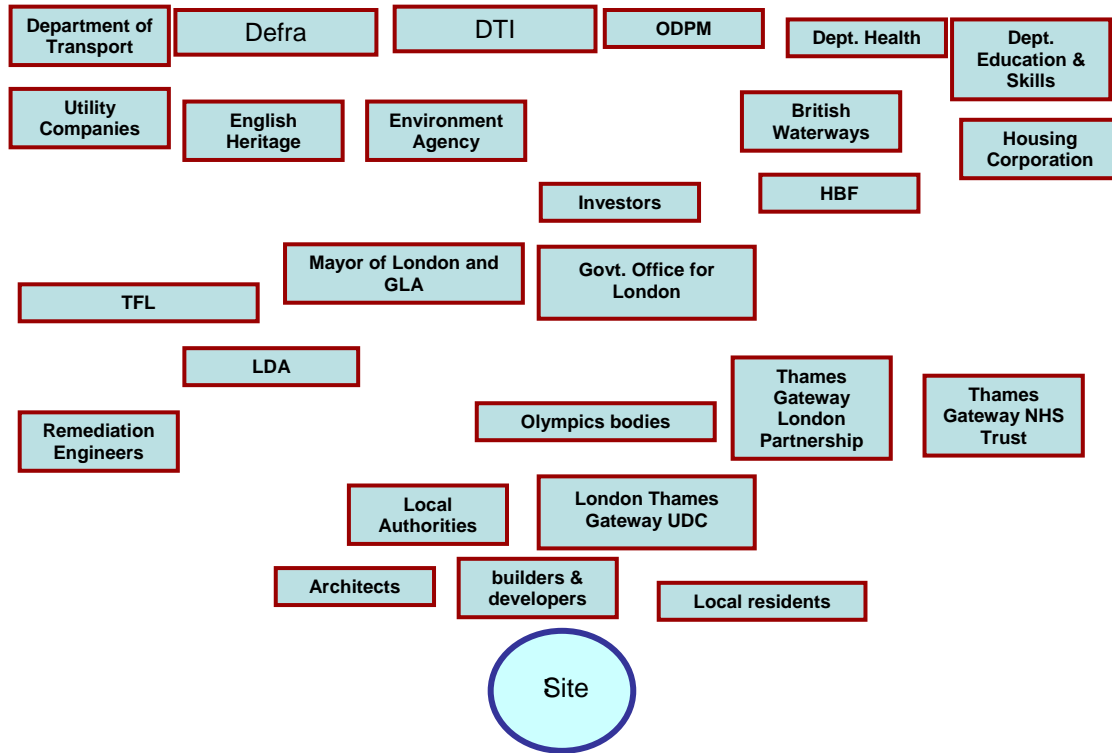 Department of
Transport
Defra
DTI
ODPM
Dept. Health
Dept.
Education &
Skills
Utility
Companies
English
Heritage
Environment
Agency
British
Waterways
Housing
Corporation
Investors
HBF
Mayor of London and
GLA
Govt. Office for
London
TFL
LDA
Thames
Gateway
London
Partnership
Thames
Gateway NHS
Trust
Remediation
Engineers
Olympics bodies
Local
Authorities
London Thames
Gateway UDC
Architects
builders &
developers
Local residents
Site